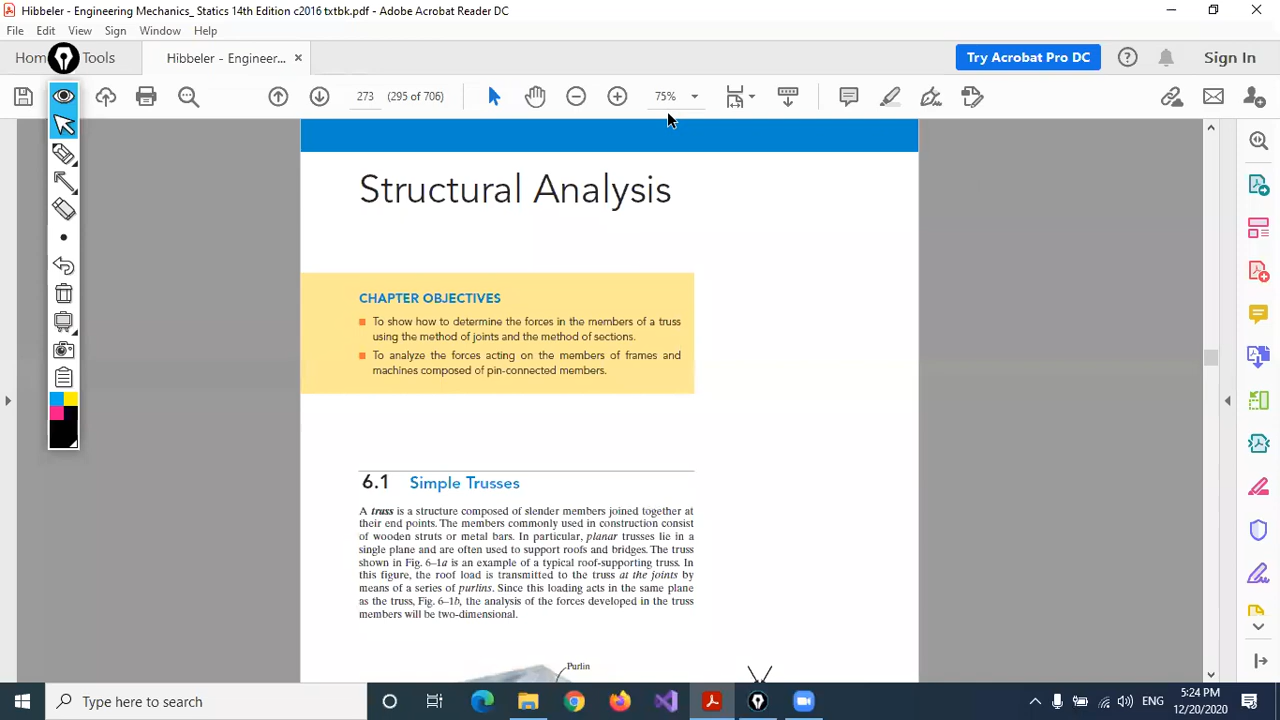 Hibbeler - Engineering Mechanics_ Statics 14th Edition c2016 txtbk.pdf - Adobe Acrobat Reader DC
File Edit View Sign Window Help
Hom Tools Hibbeler - Engineer... × Try Acrobat Pro DC Sign In
273 (295 of 706) 75%
Structural Analysis
CHAPTER OBJECTIVES
To show how to determine the forces in the members of a truss
using the method of joints and the method of sections.
To analyze the forces acting on the members of frames and
machines composed of pin-connected members.
6.1 Simple Trusses
A truss is a structure composed of slender members joined together at
their end points. The members commonly used in construction consist
of wooden struts or metal bars. In particular, planar trusses lie in a
single plane and are often used to support roofs and bridges. The truss
shown in Fig. 6–1a is an example of a typical roof-supporting truss. In
this figure, the roof load is transmitted to the truss at the joints by
means of a series of purlins. Since this loading acts in the same plane
as the truss, Fig. 6–1b, the analysis of the forces developed in the truss
members will be two-dimensional.
Purlin
Type here to search
ENG
5:24 PM
12/20/2020